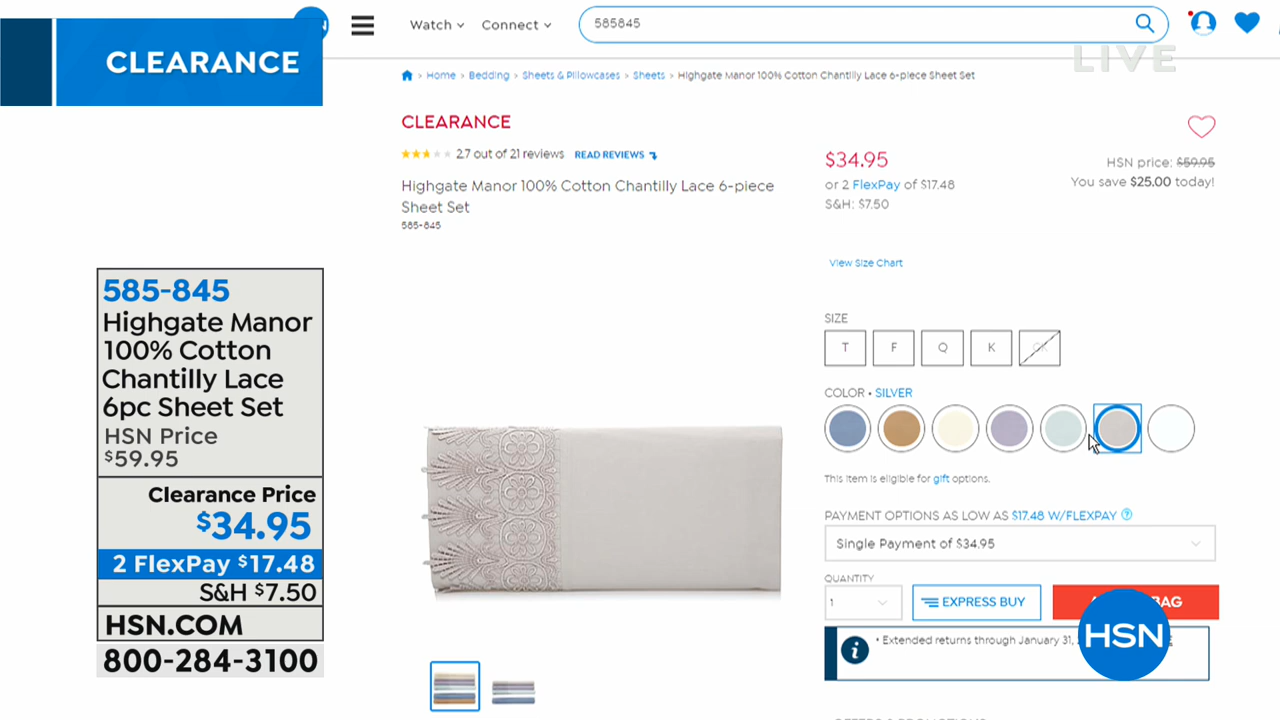 CLEARANCE
Watch
Connect
585845
LIVE
Home > Bedding > Sheets & Pillowcases > Sheets > Highgate Manor 100% Cotton Chantilly Lace 6-piece Sheet Set
CLEARANCE
2.7 out of 21 reviews READ REVIEWS
Highgate Manor 100% Cotton Chantilly Lace 6-piece
Sheet Set
585-845
$34.95
or 2 FlexPay of $17.48
S&H: $7.50
HSN price: $59.95
You save $25.00 today!
View Size Chart
SIZE
T F Q K
COLOR • SILVER
This item is eligible for gift options.
PAYMENT OPTIONS AS LOW AS $17.48 W/FLEXPAY ?
Single Payment of $34.95
QUANTITY
1
EXPRESS BUY
BAG
• Extended returns through January 31,
HSN
585-845
Highgate Manor
100% Cotton
Chantilly Lace
6pc Sheet Set
HSN Price
$59.95
Clearance Price
$34.95
2 FlexPay $17.48
S&H $7.50
HSN.COM
800-284-3100